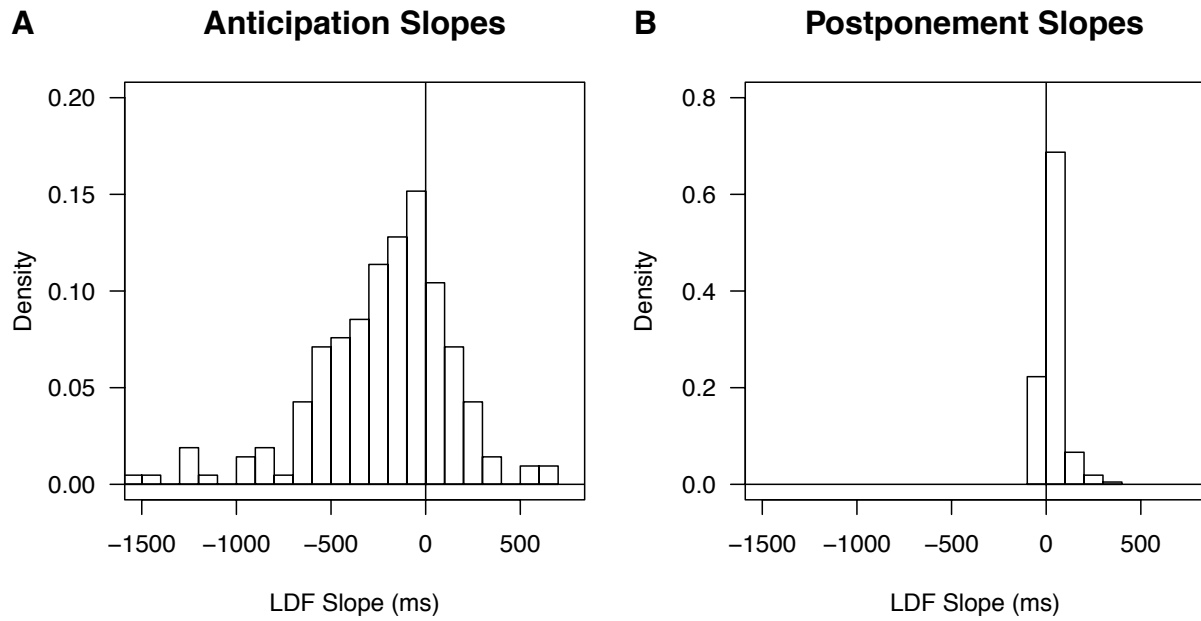 A Anticipation Slopes
0.20
0.15
0.10
0.05
0.00
Density
−1500 −1000 −500 0 500
LDF Slope (ms)
B Postponement Slopes
0.8
0.6
0.4
0.2
0.0
Density
−1500 −1000 −500 0 500
LDF Slope (ms)